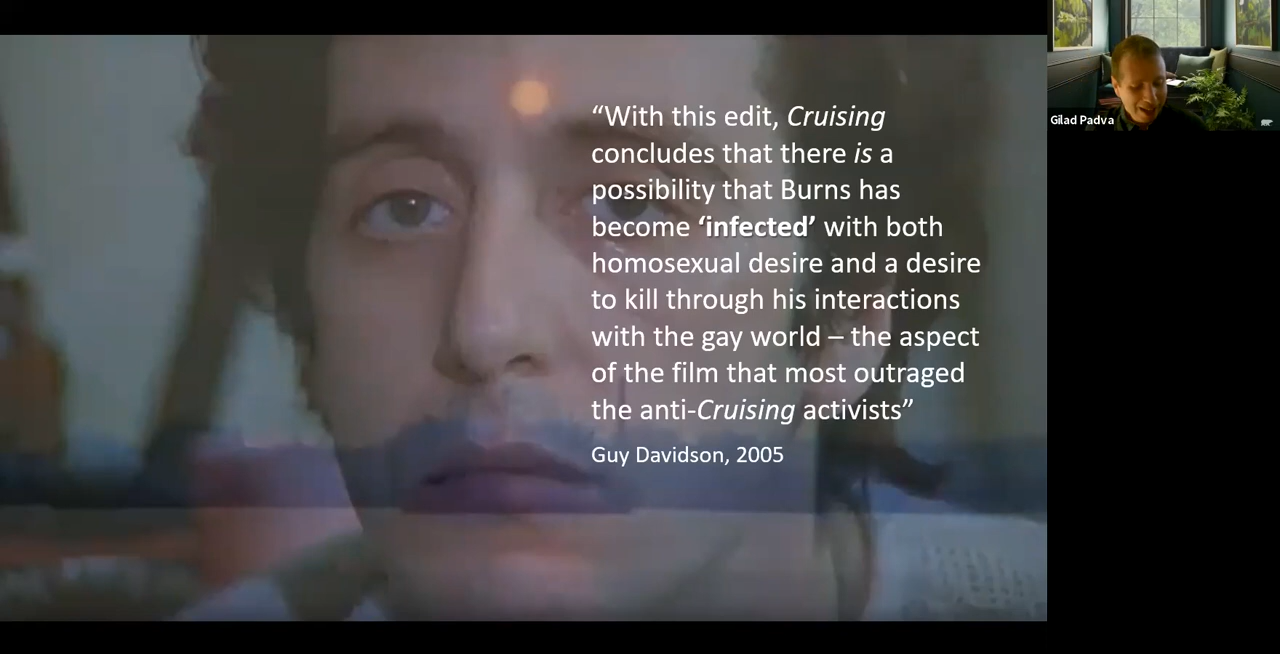 “With this edit, Cruising
concludes that there is a
possibility that Burns has
become ‘infected’ with both
homosexual desire and a desire
to kill through his interactions
with the gay world – the aspect
of the film that most outraged
the anti-Cruising activists”
Guy Davidson, 2005
Gilad Padva